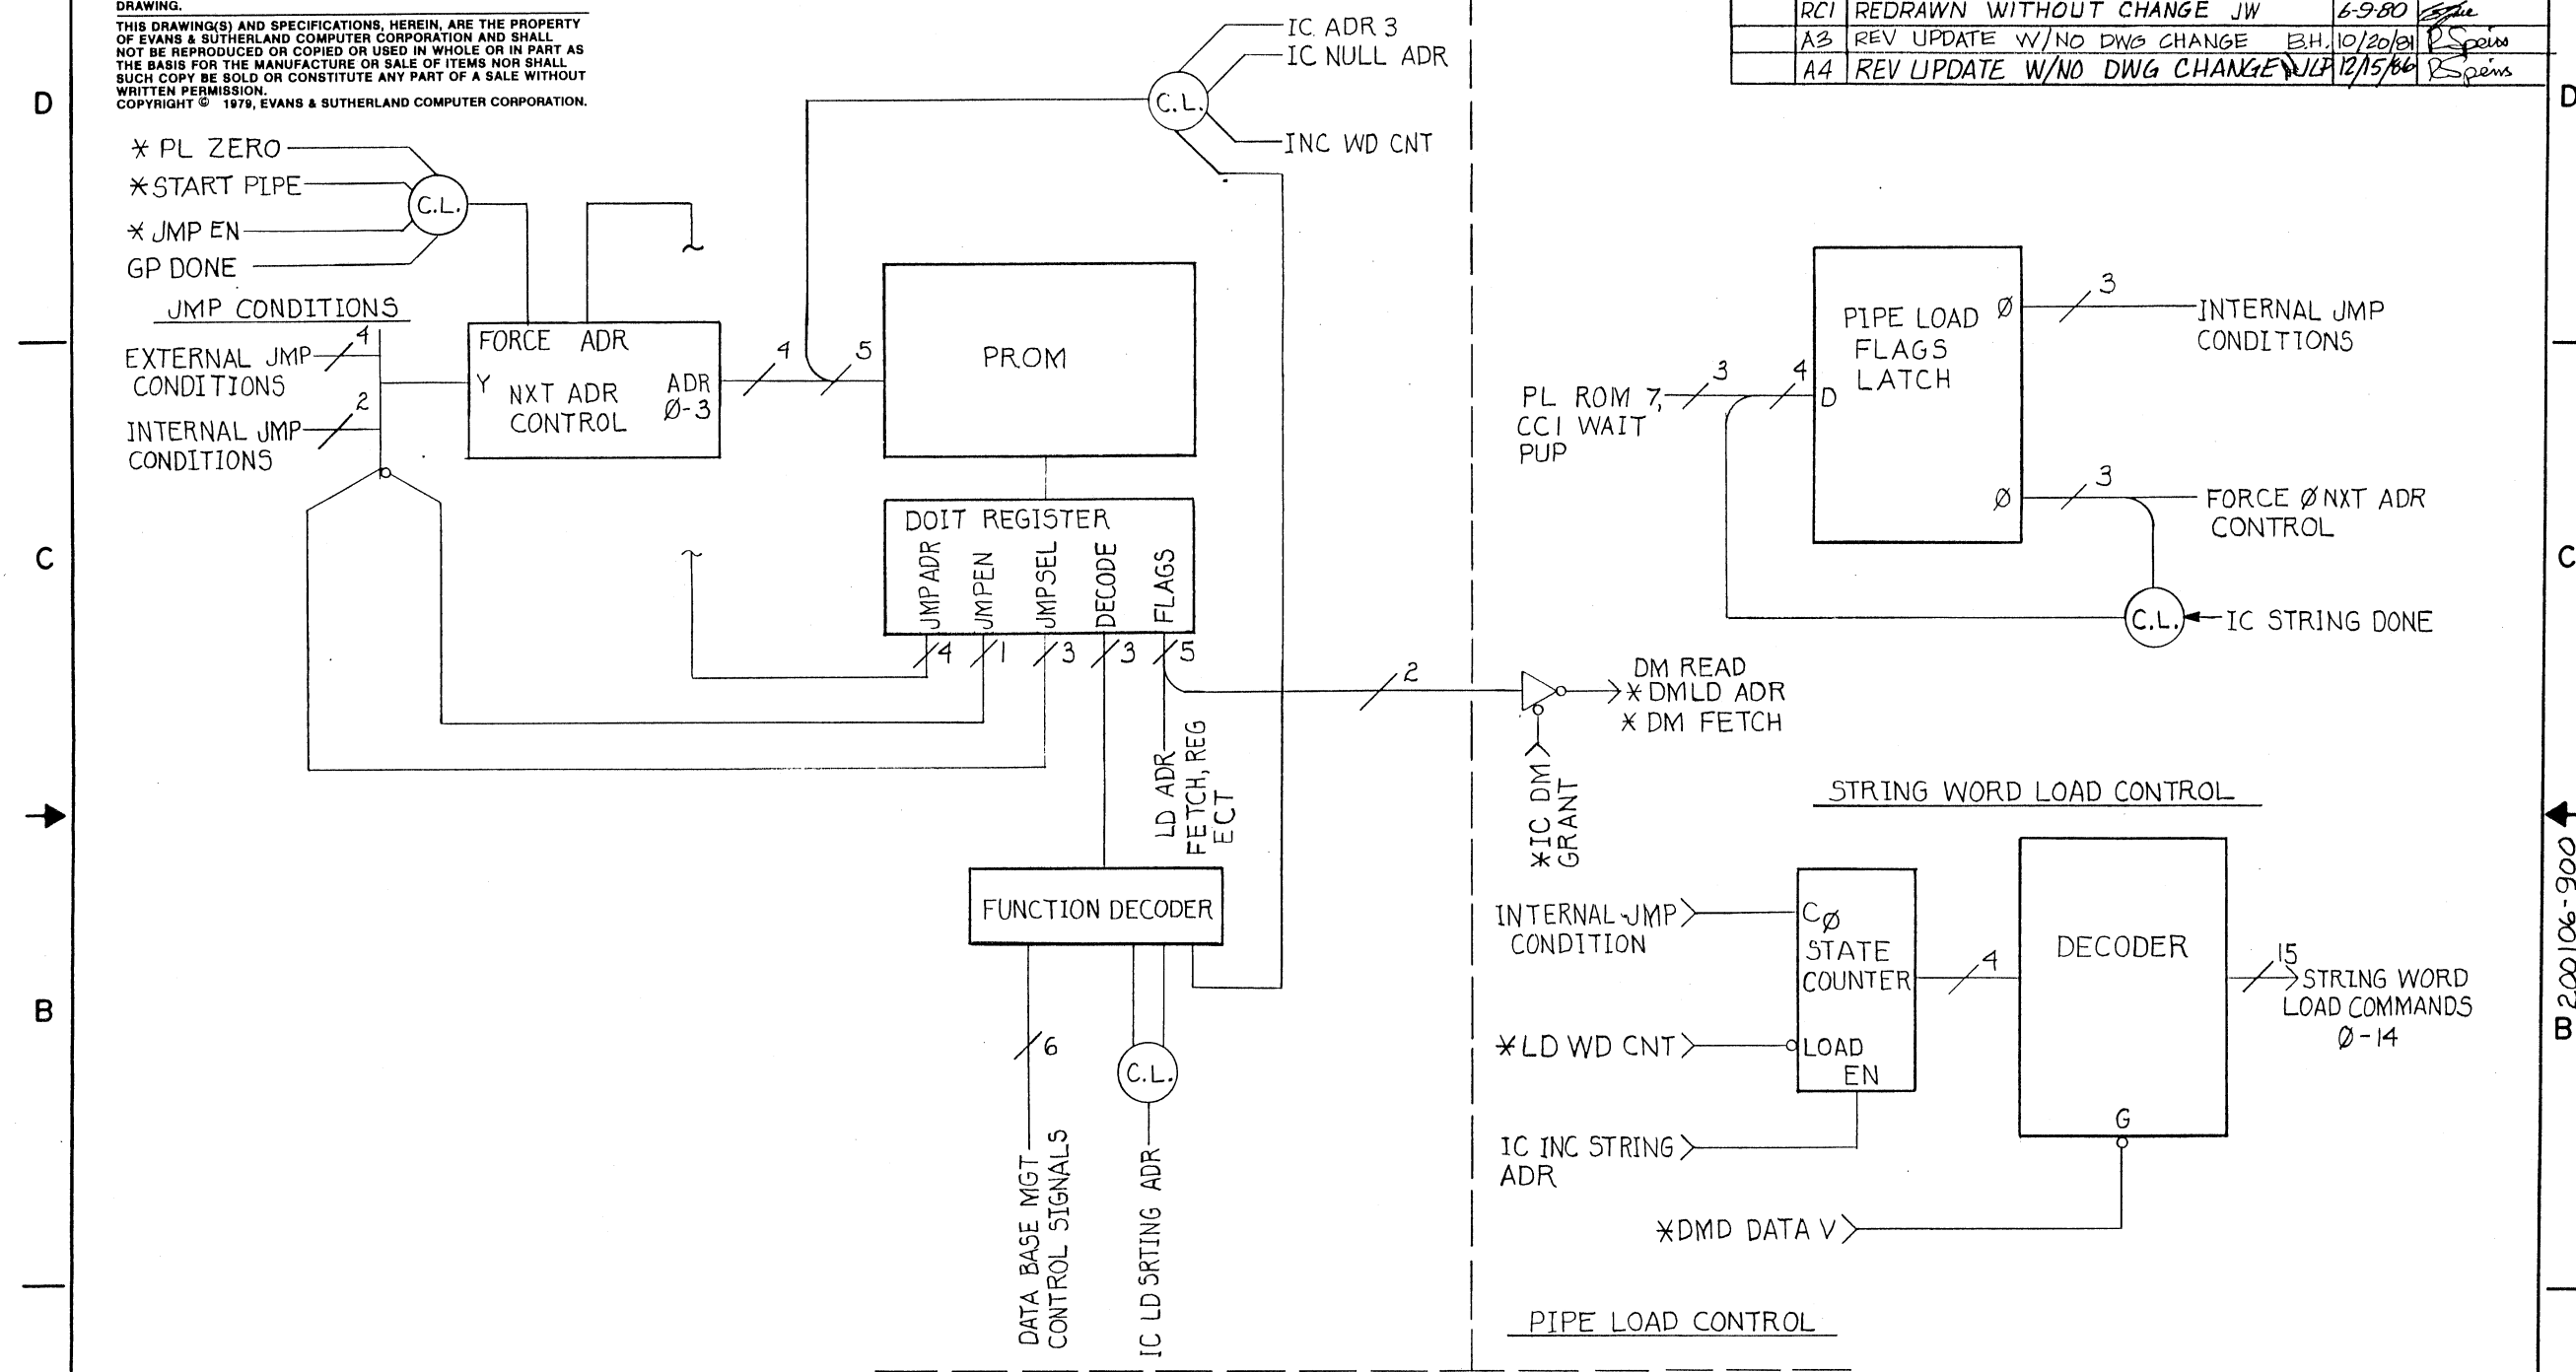 DRAWING.
THIS DRAWING(S) AND SPECIFICATIONS, HEREIN, ARE THE PROPERTY
OF EVANS & SUTHERLAND COMPUTER CORPORATION AND SHALL
NOT BE REPRODUCED OR COPIED OR USED IN WHOLE OR IN PART AS
THE BASIS FOR THE MANUFACTURE OR SALE OF ITEMS NOR SHALL
SUCH COPY BE SOLD OR CONSTITUTE ANY PART OF A SALE WITHOUT
WRITTEN PERMISSION.
COPYRIGHT © 1979, EVANS & SUTHERLAND COMPUTER CORPORATION.
RC1 REDRAWN WITHOUT CHANGE JW 6-9-80
A3 REV UPDATE W/NO DWG CHANGE B.H. 10/20/81 RSpeiss
A4 REV UPDATE W/NO DWG CHANGE JLP 12/15/86 RSpeiss
D
D
* PL ZERO
*START PIPE
* JMP EN
GP DONE
C.L.
IC ADR 3
IC NULL ADR
C.L.
INC WD CNT
JMP CONDITIONS
EXTERNAL JMP
CONDITIONS
4
INTERNAL JMP
CONDITIONS
2
FORCE ADR
Y
NXT ADR
CONTROL
ADR
Ø-3
4
5
PROM
DOIT REGISTER
JMPADR
JMPEN
JMPSEL
DECODE
FLAGS
4
1
3
3
5
2
DM READ
*DMLD ADR
* DM FETCH
*IC DM
GRANT
LD ADR
FETCH, REG
ECT
FUNCTION DECODER
6
C.L.
DATA BASE MGT
CONTROL SIGNALS
IC LD SRTING ADR
C
C
PL ROM 7,
CCI WAIT
PUP
3
4
D
PIPE LOAD
FLAGS
LATCH
Ø
3
INTERNAL JMP
CONDITIONS
Ø
3
FORCE Ø NXT ADR
CONTROL
C.L.
IC STRING DONE
STRING WORD LOAD CONTROL
INTERNAL JMP
CONDITION
CØ
STATE
COUNTER
*LD WD CNT
LOAD
EN
IC INC STRING
ADR
4
DECODER
G
15
STRING WORD
LOAD COMMANDS
Ø-14
*DMD DATA V
PIPE LOAD CONTROL
B
B
200106-900